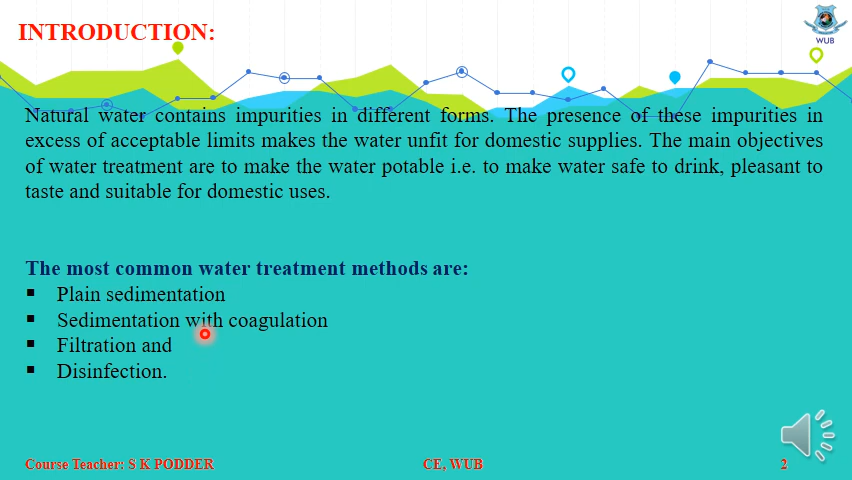 INTRODUCTION:
WUB
Natural water contains impurities in different forms. The presence of these impurities in
excess of acceptable limits makes the water unfit for domestic supplies. The main objectives
of water treatment are to make the water potable i.e. to make water safe to drink, pleasant to
taste and suitable for domestic uses.
The most common water treatment methods are:
▪ Plain sedimentation
▪ Sedimentation with coagulation
▪ Filtration and
▪ Disinfection.
Course Teacher: S K PODDER CE, WUB 2